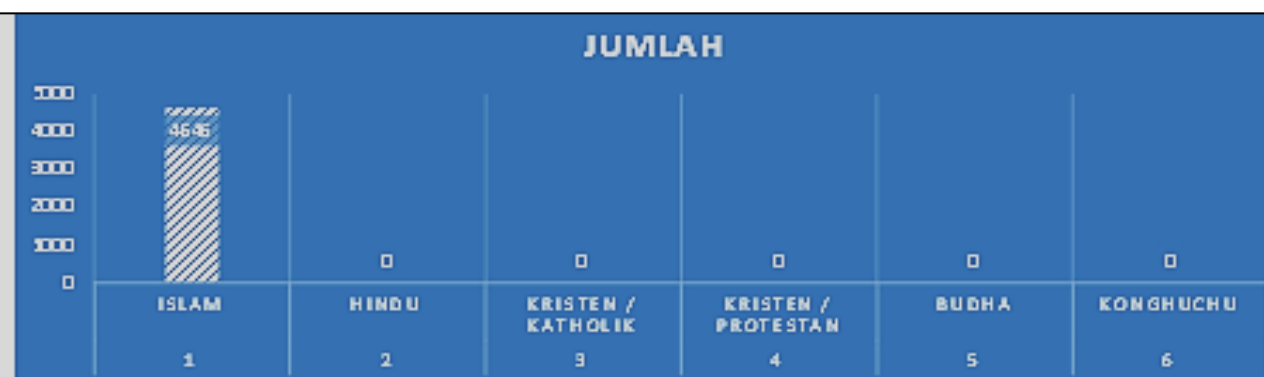 JUMLAH
5000
4000
3000
2000
1000
0
4646
0
0
0
0
0
ISLAM
HINDU
KRISTEN /
KATHOLIK
KRISTEN /
PROTESTAN
BUDHA
KONGHUCHU
1
2
3
4
5
6